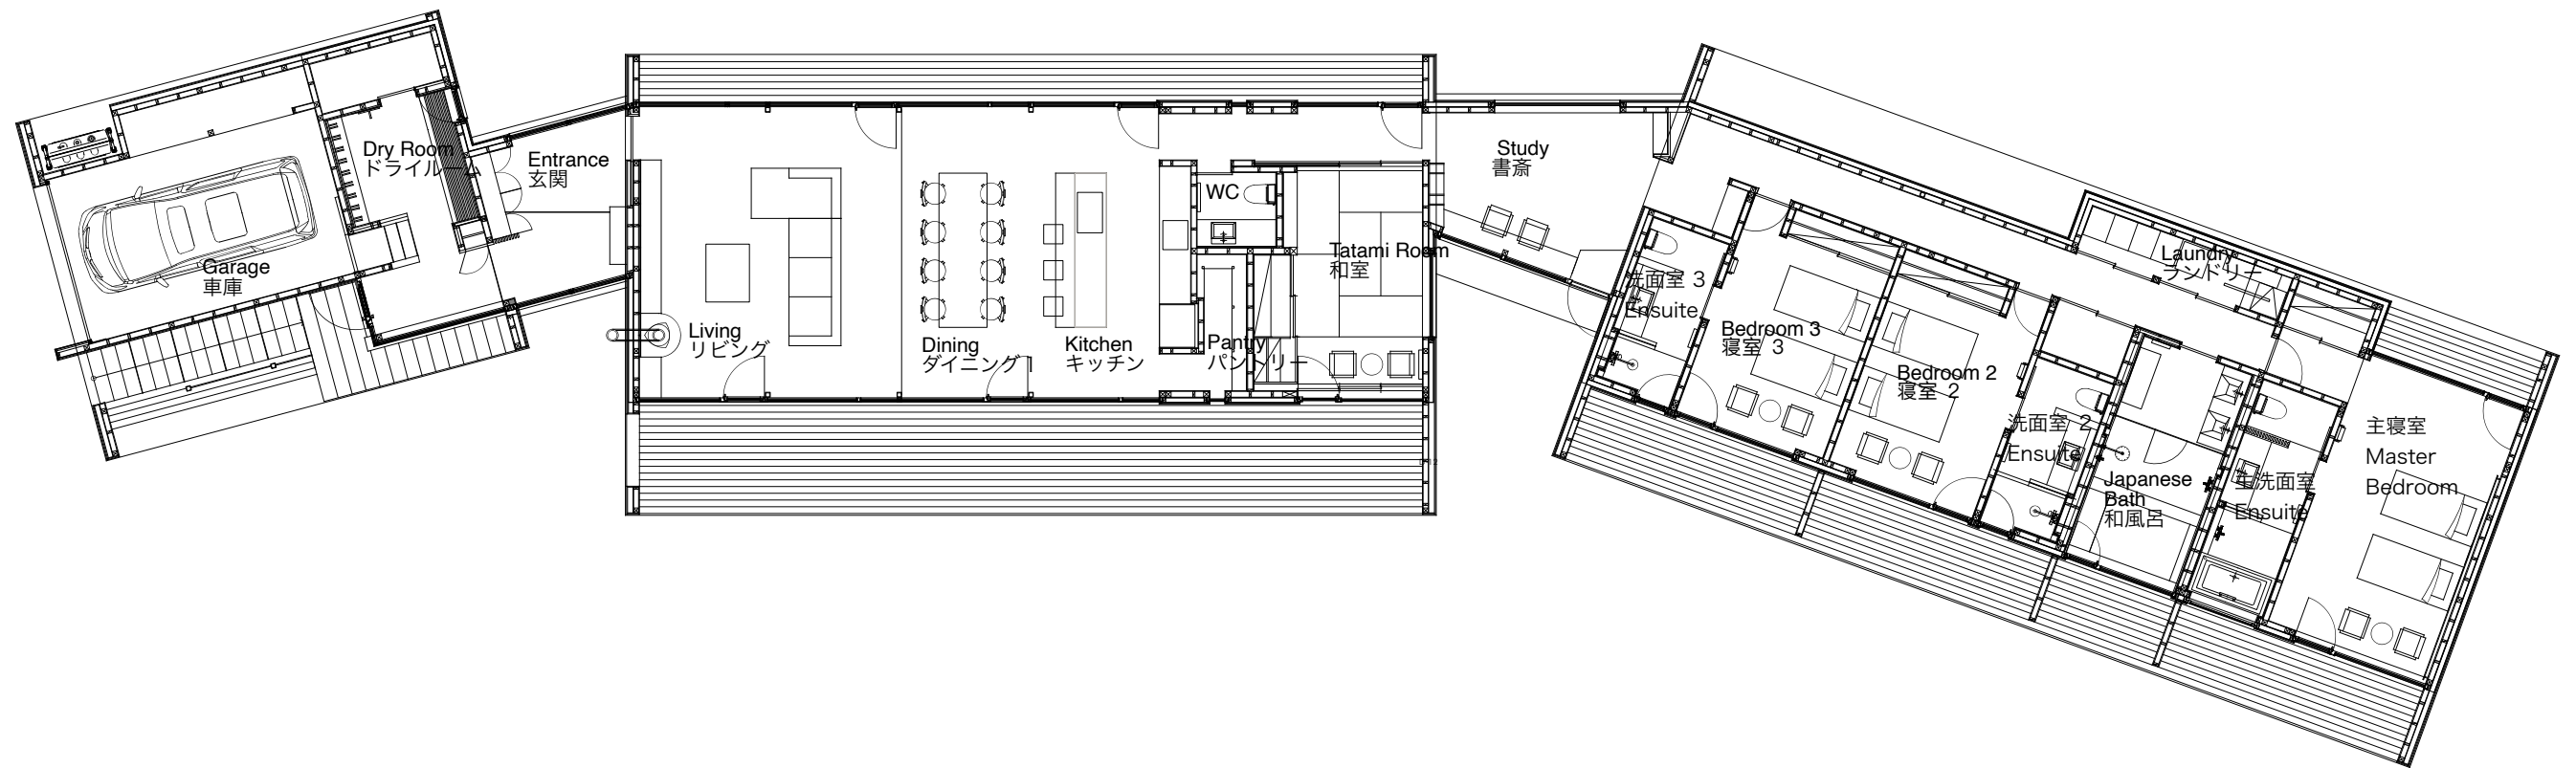 Dry Room
ドライルーム
Garage
車庫
Entrance
玄関
Living
リビング
Dining
ダイニング
Kitchen
キッチン
WC
Pantry
パントリー
Tatami Room
和室
Study
書斎
洗面室 3
Ensuite
Bedroom 3
寝室 3
Bedroom 2
寝室 2
洗面室 2
Ensuite
Laundry
ランドリー
Japanese
Bath
和風呂
主洗面室
Ensuite
主寝室
Master
Bedroom